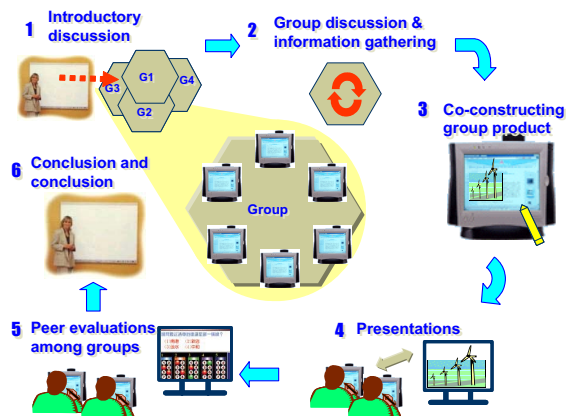 1 Introductory
discussion
G1
G2
G3
G4
2 Group discussion &
information gathering
3 Co-constructing
group product
Group
4 Presentations
5 Peer evaluations
among groups
6 Conclusion and
conclusion